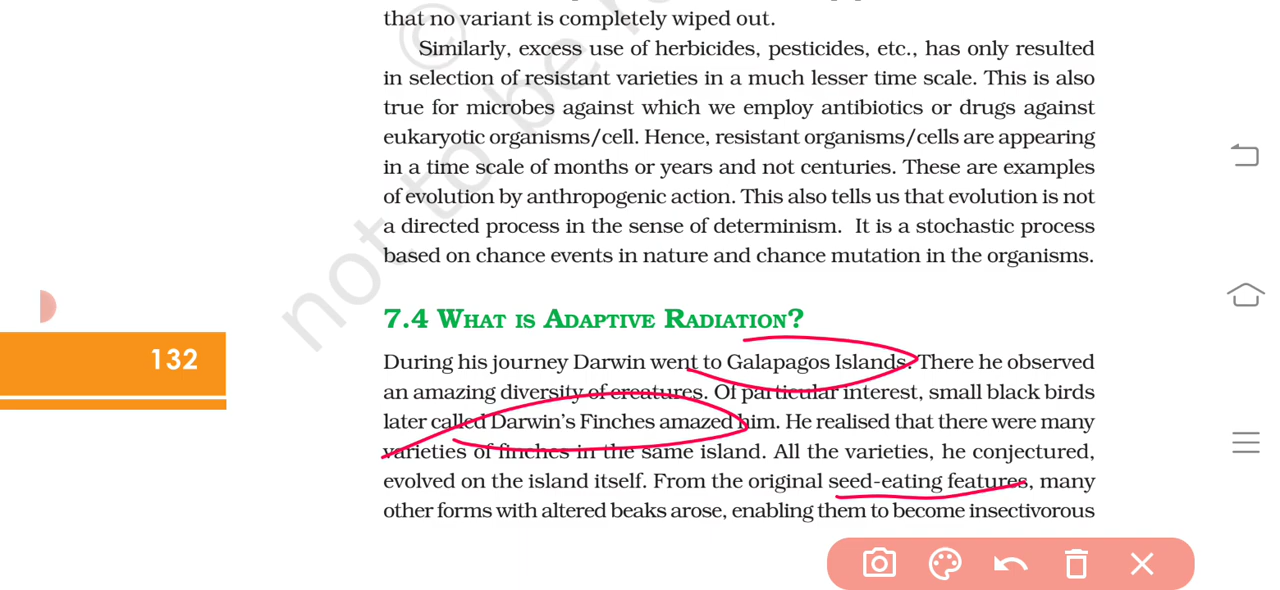 that no variant is completely wiped out.
Similarly, excess use of herbicides, pesticides, etc., has only resulted
in selection of resistant varieties in a much lesser time scale. This is also
true for microbes against which we employ antibiotics or drugs against
eukaryotic organisms/cell. Hence, resistant organisms/cells are appearing
in a time scale of months or years and not centuries. These are examples
of evolution by anthropogenic action. This also tells us that evolution is not
a directed process in the sense of determinism. It is a stochastic process
based on chance events in nature and chance mutation in the organisms.
7.4 WHAT IS ADAPTIVE RADIATION?
132
During his journey Darwin went to Galapagos Islands. There he observed
an amazing diversity of creatures. Of particular interest, small black birds
later called Darwin's Finches amazed him. He realised that there were many
varieties of finches in the same island. All the varieties, he conjectured,
evolved on the island itself. From the original seed-eating features, many
other forms with altered beaks arose, enabling them to become insectivorous
© not to be